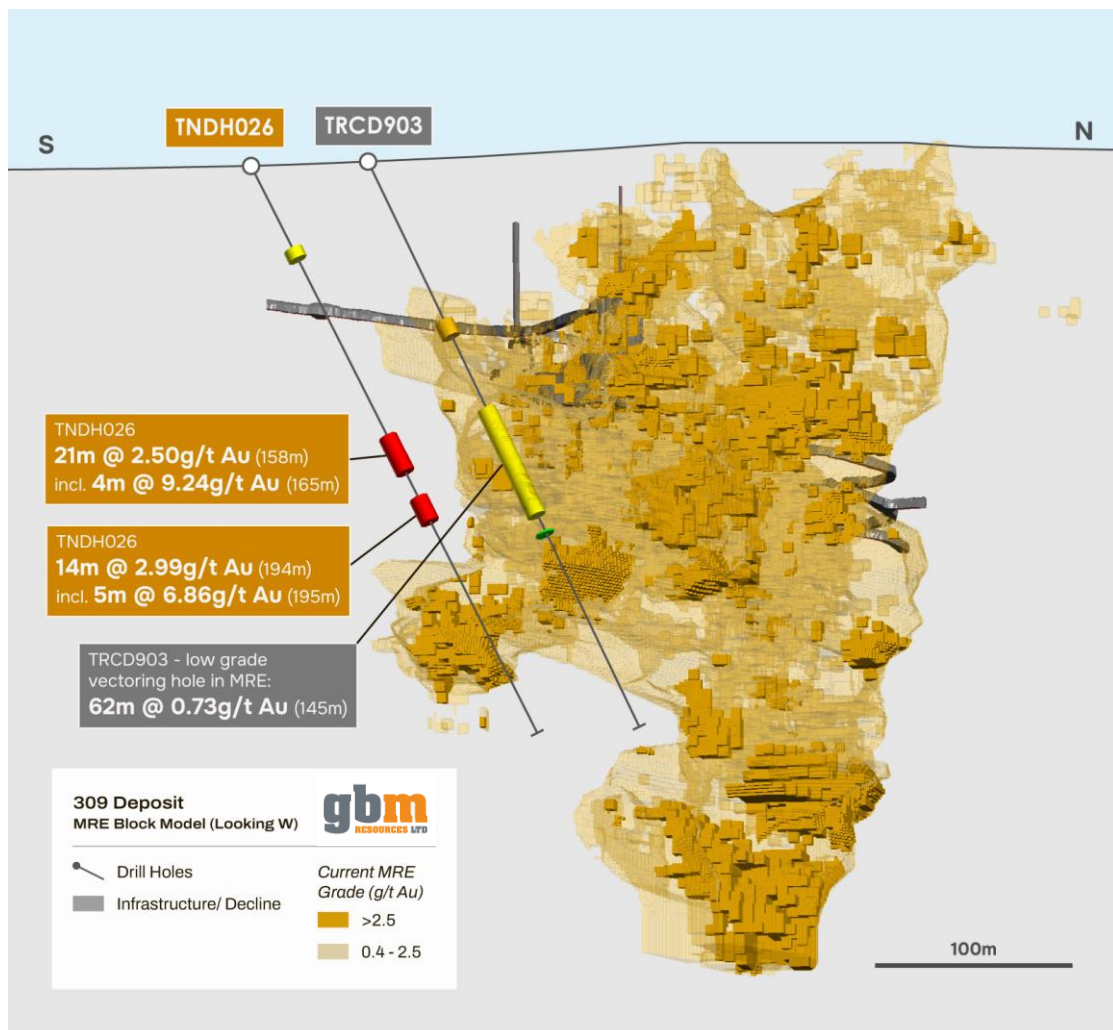 TNDH026
TRCD903
S
N
TNDH026
21m @ 2.50g/t Au (158m)
incl. 4m @ 9.24g/t Au (165m)
TNDH026
14m @ 2.99g/t Au (194m)
incl. 5m @ 6.86g/t Au (195m)
TRCD903 - low grade
vectoring hole in MRE:
62m @ 0.73g/t Au (145m)
309 Deposit
MRE Block Model (Looking W)
gbm
RESOURCES LTD
Drill Holes
Infrastructure/ Decline
Current MRE
Grade (g/t Au)
>2.5
0.4 - 2.5
100m